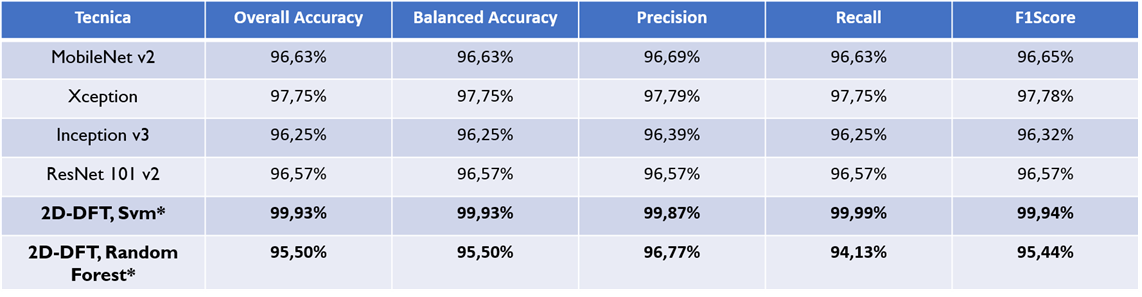 Tecnica Overall Accuracy Balanced Accuracy Precision Recall F1Score
MobileNet v2 96,63% 96,63% 96,69% 96,63% 96,65%
Xception 97,75% 97,75% 97,79% 97,75% 97,78%
Inception v3 96,25% 96,25% 96,39% 96,25% 96,32%
ResNet 101 v2 96,57% 96,57% 96,57% 96,57% 96,57%
2D-DFT, Svm* 99,93% 99,93% 99,87% 99,99% 99,94%
2D-DFT, Random 95,50% 95,50% 96,77% 94,13% 95,44%
Forest*